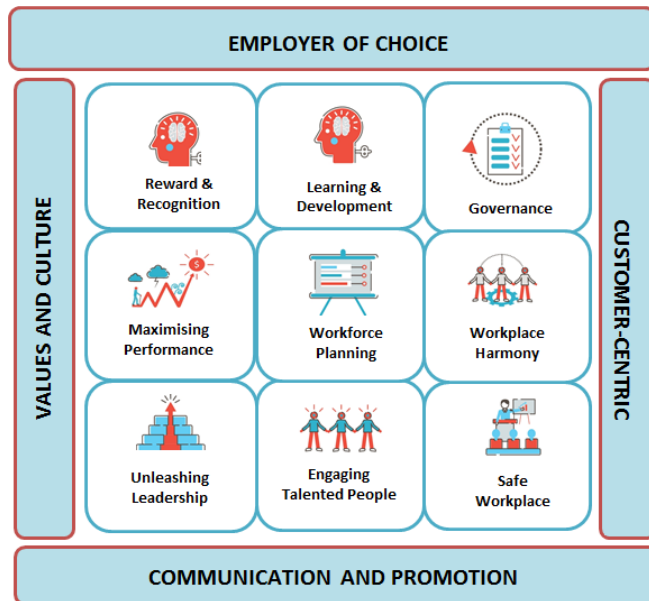 EMPLOYER OF CHOICE
VALUES AND CULTURE
Reward &
Recognition
Learning &
Development
Governance
Maximising
Performance
Workforce
Planning
Workplace
Harmony
Unleashing
Leadership
Engaging
Talented People
Safe
Workplace
CUSTOMER-CENTRIC
COMMUNICATION AND PROMOTION